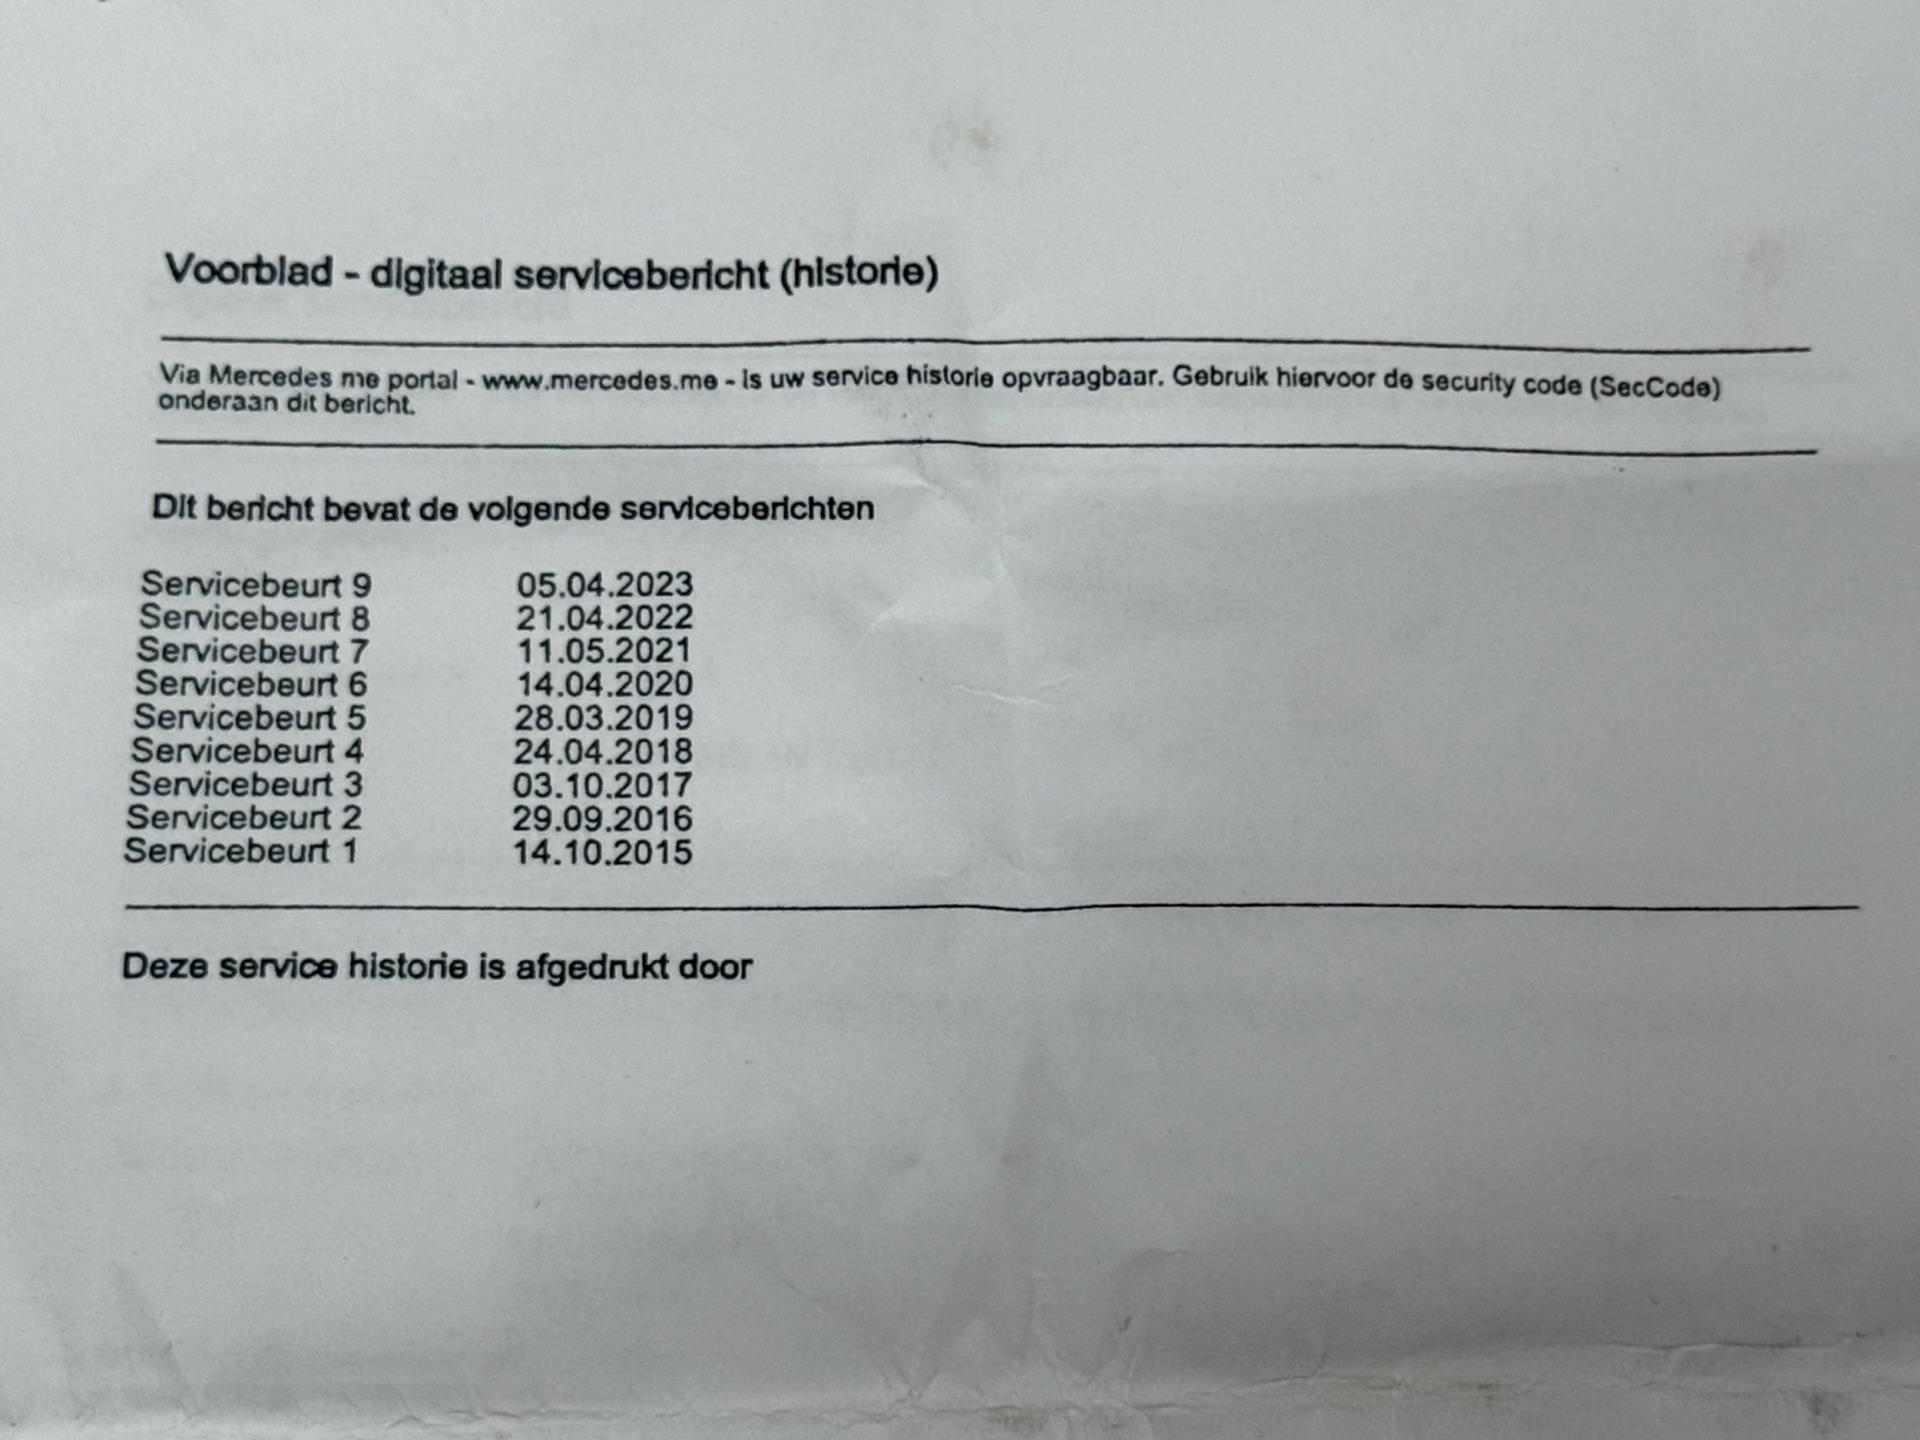 Voorblad - digitaal servicebericht (historie)
Via Mercedes me portal - www.mercedes.me - is uw service historie opvraagbaar. Gebruik hiervoor de security code (SecCode)
onderaan dit bericht.
Dit bericht bevat de volgende serviceberichten
Servicebeurt 9 05.04.2023
Servicebeurt 8 21.04.2022
Servicebeurt 7 11.05.2021
Servicebeurt 6 14.04.2020
Servicebeurt 5 28.03.2019
Servicebeurt 4 24.04.2018
Servicebeurt 3 03.10.2017
Servicebeurt 2 29.09.2016
Servicebeurt 1 14.10.2015
Deze service historie is afgedrukt door